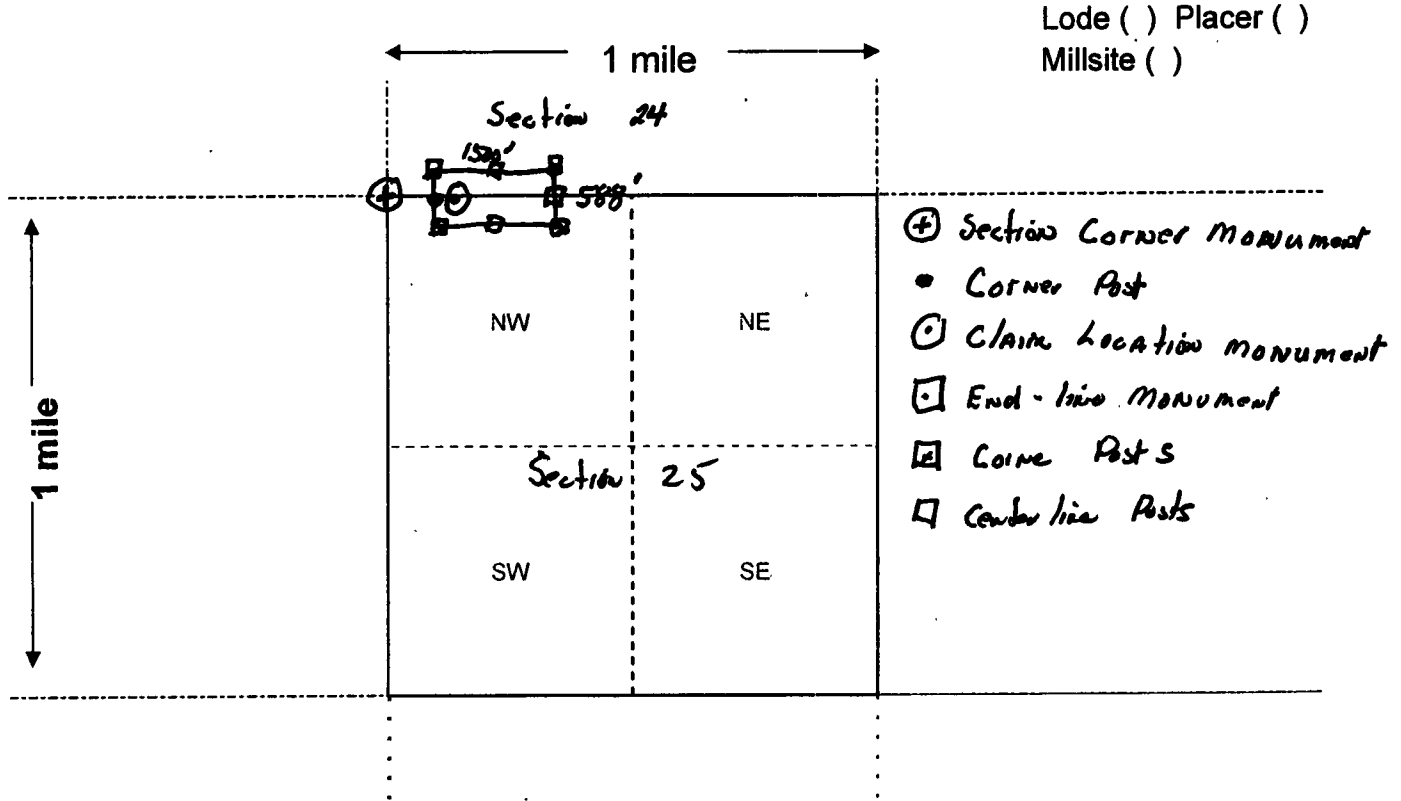 Lode ( ) Placer ( )
Millsite ( )
1 mile
Section 24
1500'
588'
NW
NE
1 mile
Section 25
SW
SE
Section Corner Monument
Corner Post
Claim Location Monument
End-line Monument
Corne Posts
Center line Posts